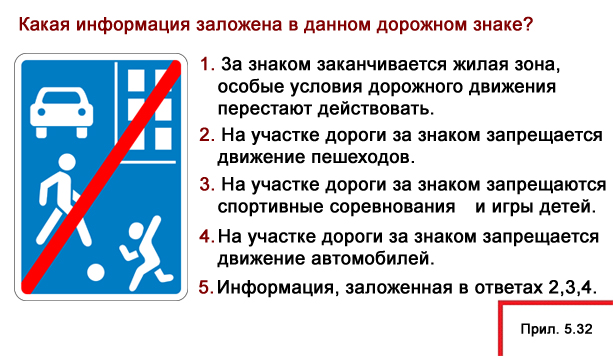 Какая информация заложена в данном дорожном знаке?
1. За знаком заканчивается жилая зона,
особые условия дорожного движения
перестают действовать.
2. На участке дороги за знаком запрещается
движение пешеходов.
3. На участке дороги за знаком запрещаются
спортивные соревнования и игры детей.
4. На участке дороги за знаком запрещается
движение автомобилей.
5. Информация, заложенная в ответах 2,3,4.
Прил. 5.32